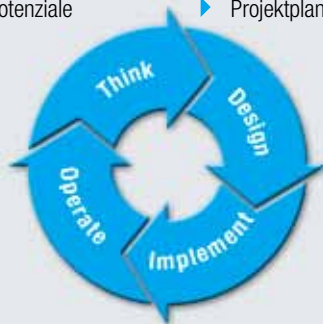 otenziale
Projektplan
Think
Design
Implement
Operate